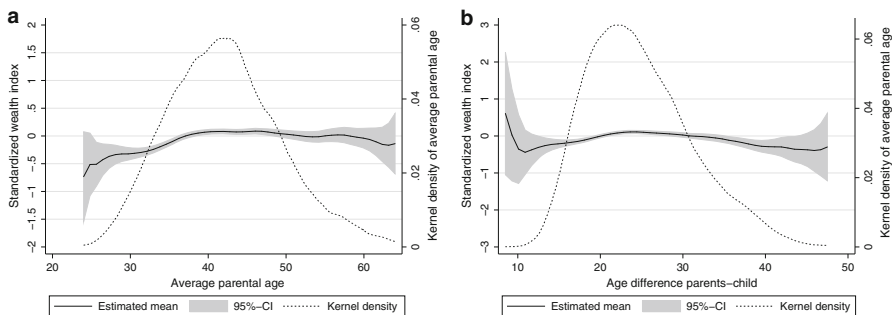 a
Standardized wealth index
2
1.5
1
.5
0
−.5
−1
−1.5
−2
.06
.04
.02
0
Kernel density of average parental age
20 30 40 50 60
Average parental age
Estimated mean 95%−CI Kernel density
b
Standardized wealth index
3
2
1
0
−1
−2
−3
.06
.04
.02
0
Kernel density of average parental age
10 20 30 40 50
Age difference parents−child
Estimated mean 95%−CI Kernel density